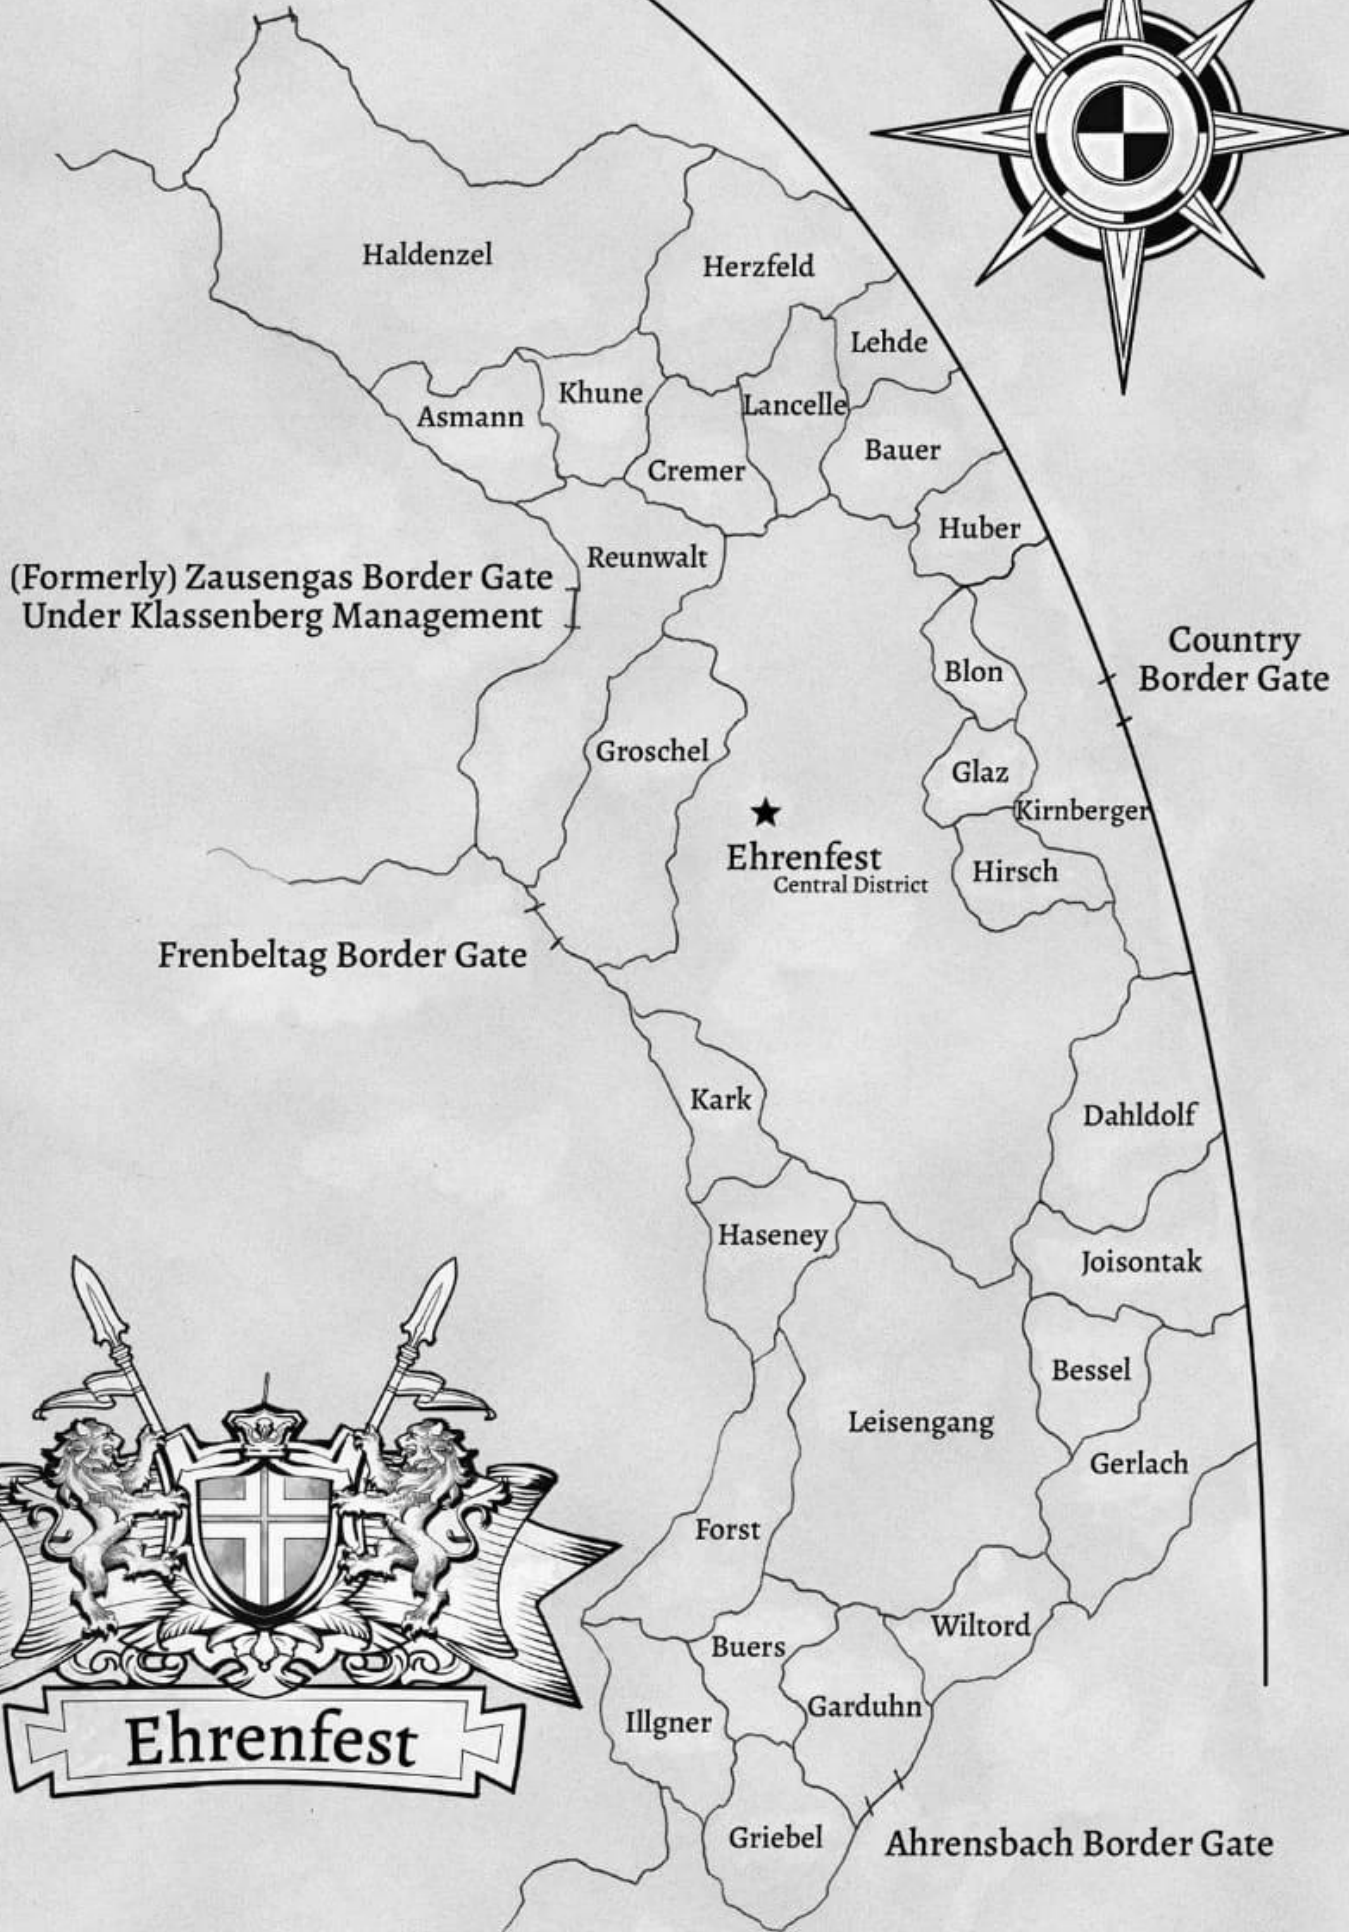 Haldenzel
Herzfeld
Lehde
Khune
Lancelle
Asmann
Bauer
Cremer
Huber
Reunwalt
(Formerly) Zausengas Border Gate
Under Klassenberg Management
Country
Border Gate
Blon
Groschel
Glaz
Kirnberger
Ehrenfest
Central District
Hirsch
Frenbeltag Border Gate
Kark
Dahldolf
Haseney
Joisontak
Bessel
Leisengang
Gerlach
Forst
Wiltord
Buers
Garduhn
Illgner
Ehrenfest
Griebel
Ahrensbach Border Gate